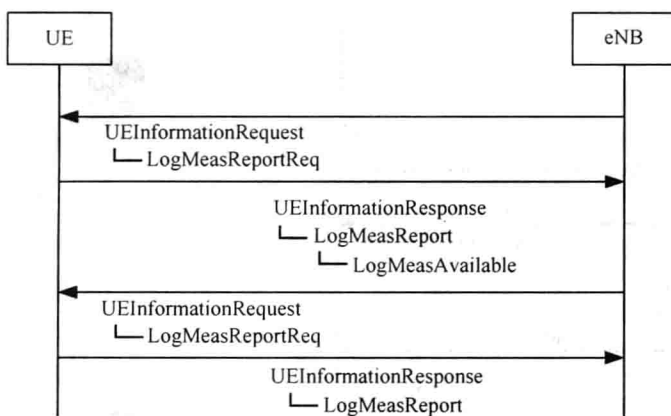 UE
eNB
UEInformationRequest
LogMeasReportReq
UEInformationResponse
LogMeasReport
LogMeasAvailable
UEInformationRequest
LogMeasReportReq
UEInformationResponse
LogMeasReport